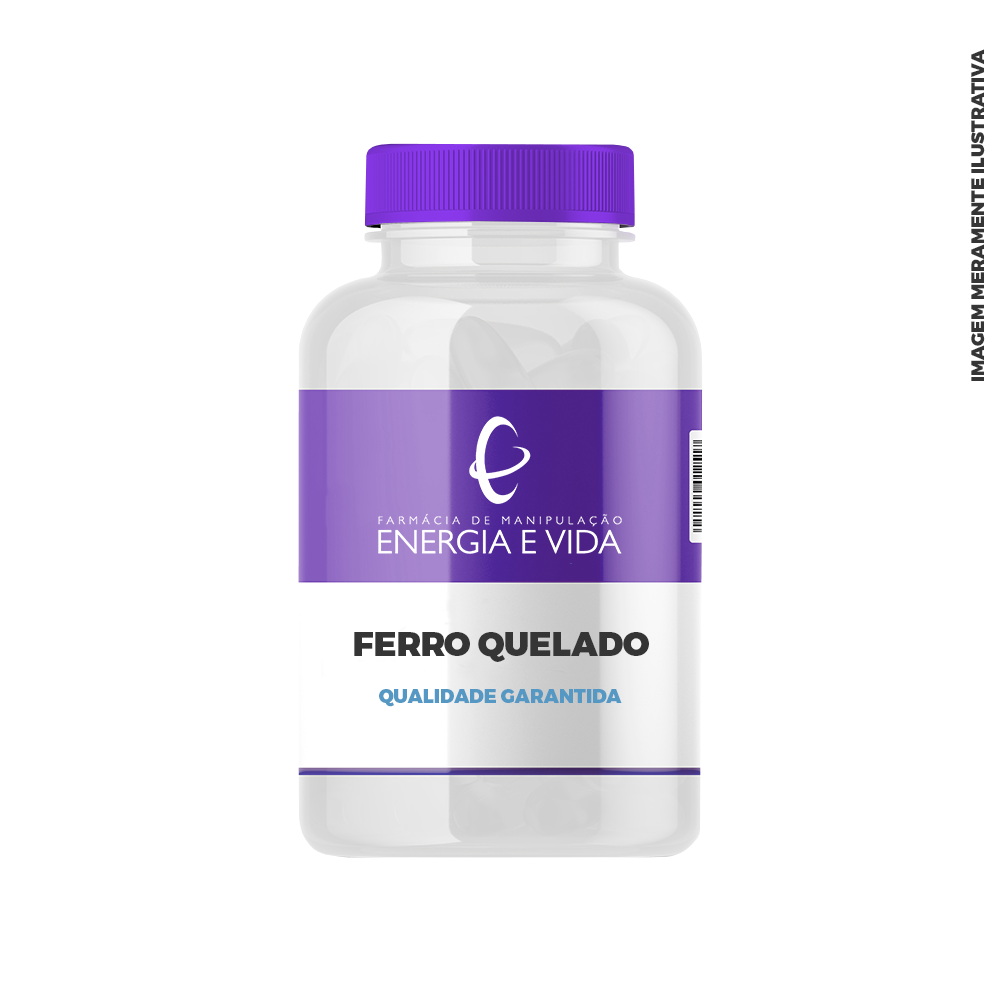 FARMÁCIA DE MANIPULAÇÃO
ENERGIA E VIDA
FERRO QUELADO
QUALIDADE GARANTIDA
IMAGEM MERAMENTE ILUSTRATIVA